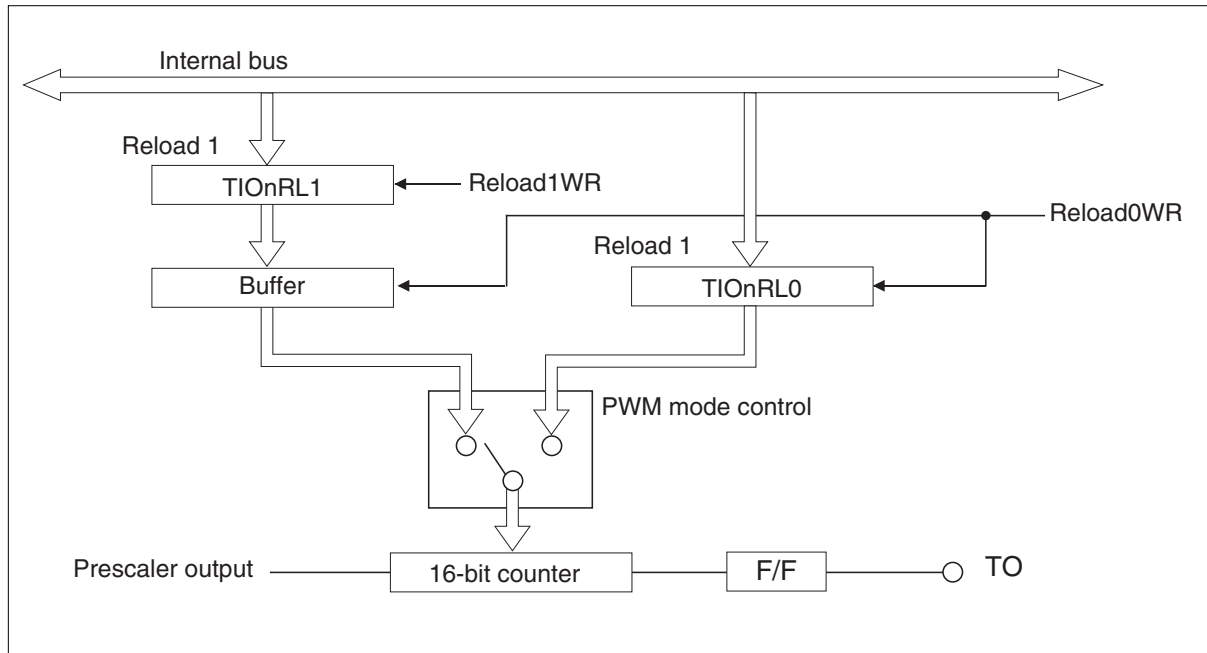 Internal bus
Reload 1
TIOnRL1
Reload1WR
Reload0WR
Reload 1
Buffer
TIOnRL0
PWM mode control
Prescaler output
16-bit counter
F/F
TO